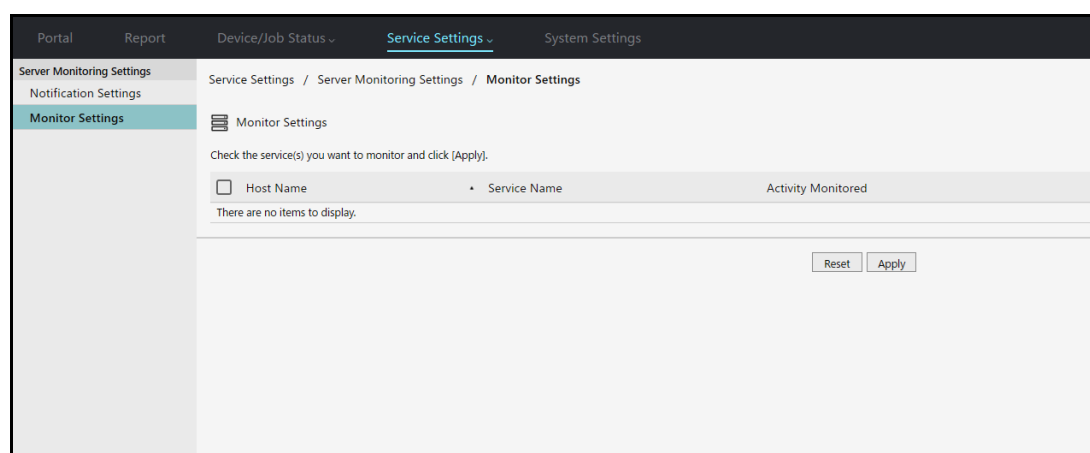 Portal Report Device/Job Status Service Settings System Settings
Server Monitoring Settings
Notification Settings
Monitor Settings
Service Settings / Server Monitoring Settings / Monitor Settings
Monitor Settings
Check the service(s) you want to monitor and click [Apply].
Host Name Service Name Activity Monitored
There are no items to display.
Reset Apply